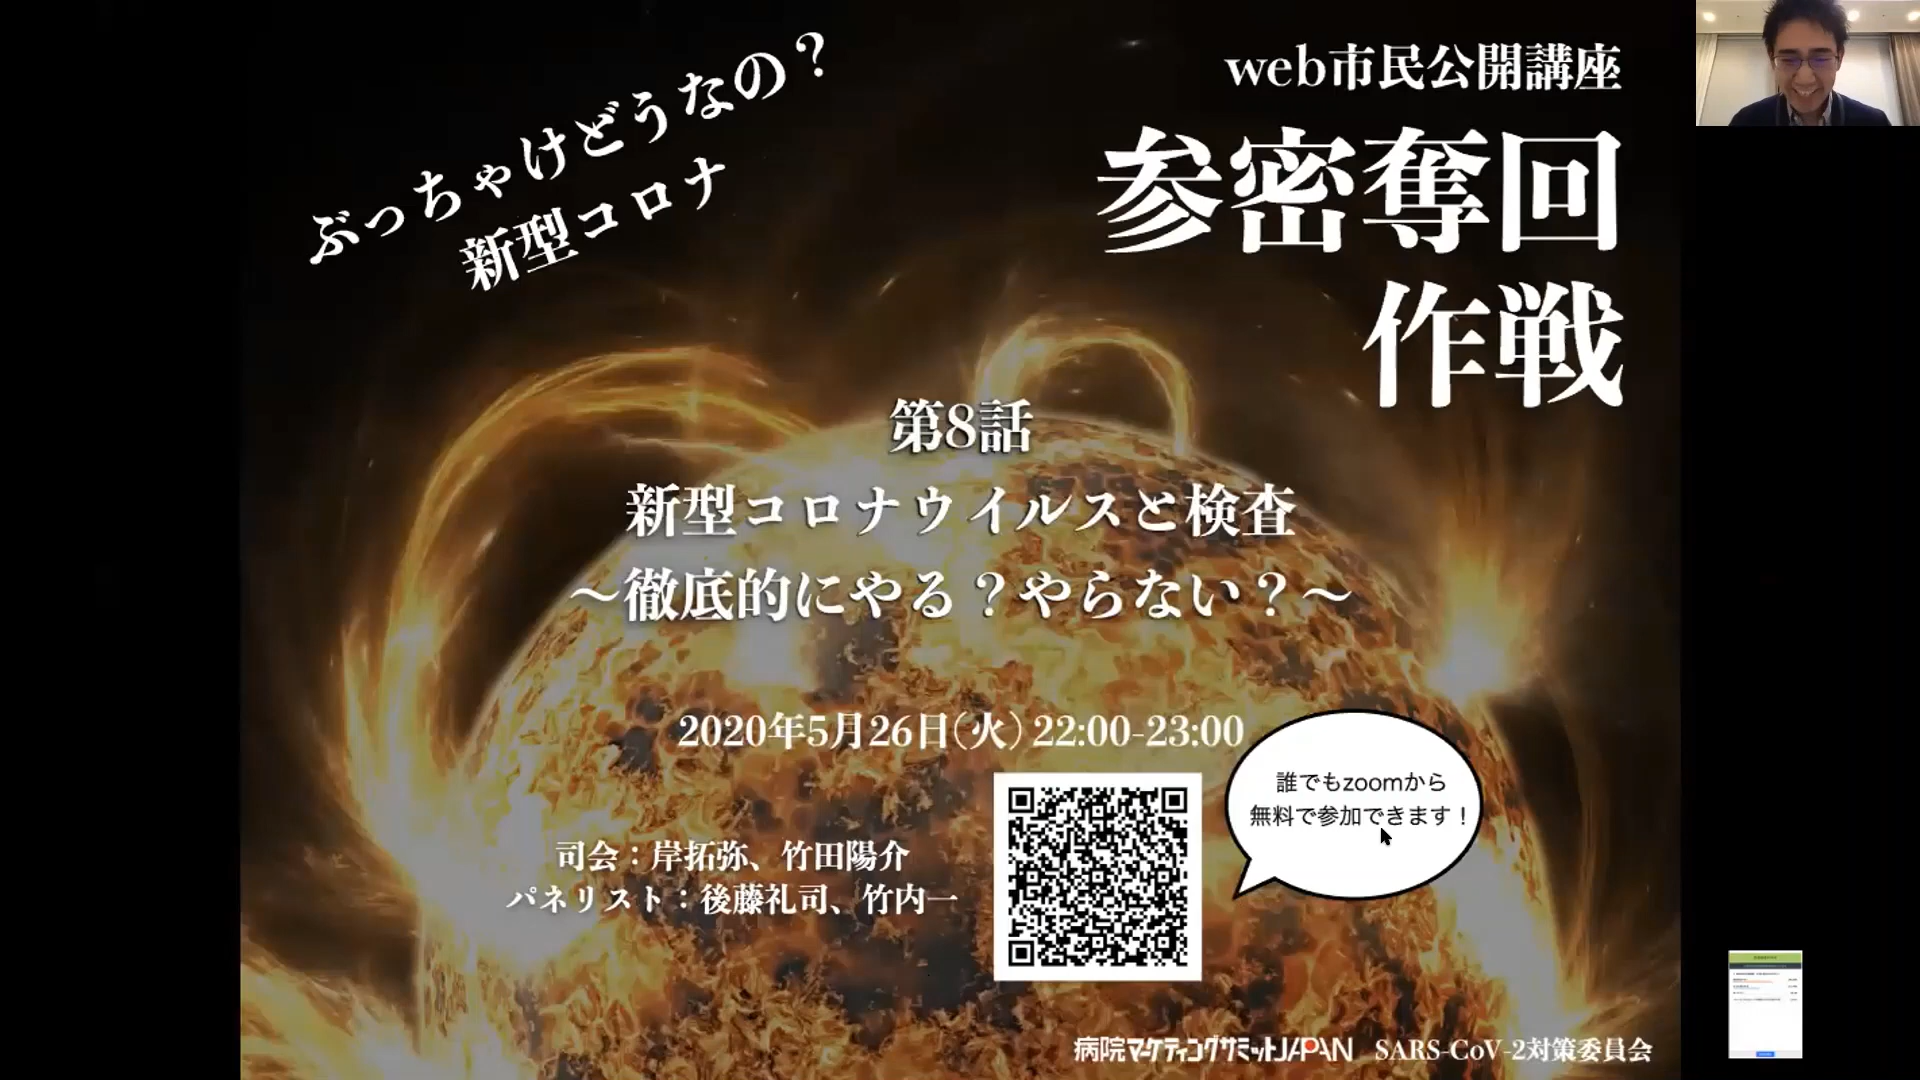 ぶっちゃけどうなの？
新型コロナ
web市民公開講座
参密奪回
作戦
第8話
新型コロナウイルスと検査
〜徹底的にやる？やらない？〜
2020年5月26日(火) 22:00-23:00
誰でもzoomから
無料で参加できます！
司会：岸拓弥、竹田陽介
パネリスト：後藤礼司、竹内一
病院マーケティングサミットJAPAN SARS-CoV-2対策委員会